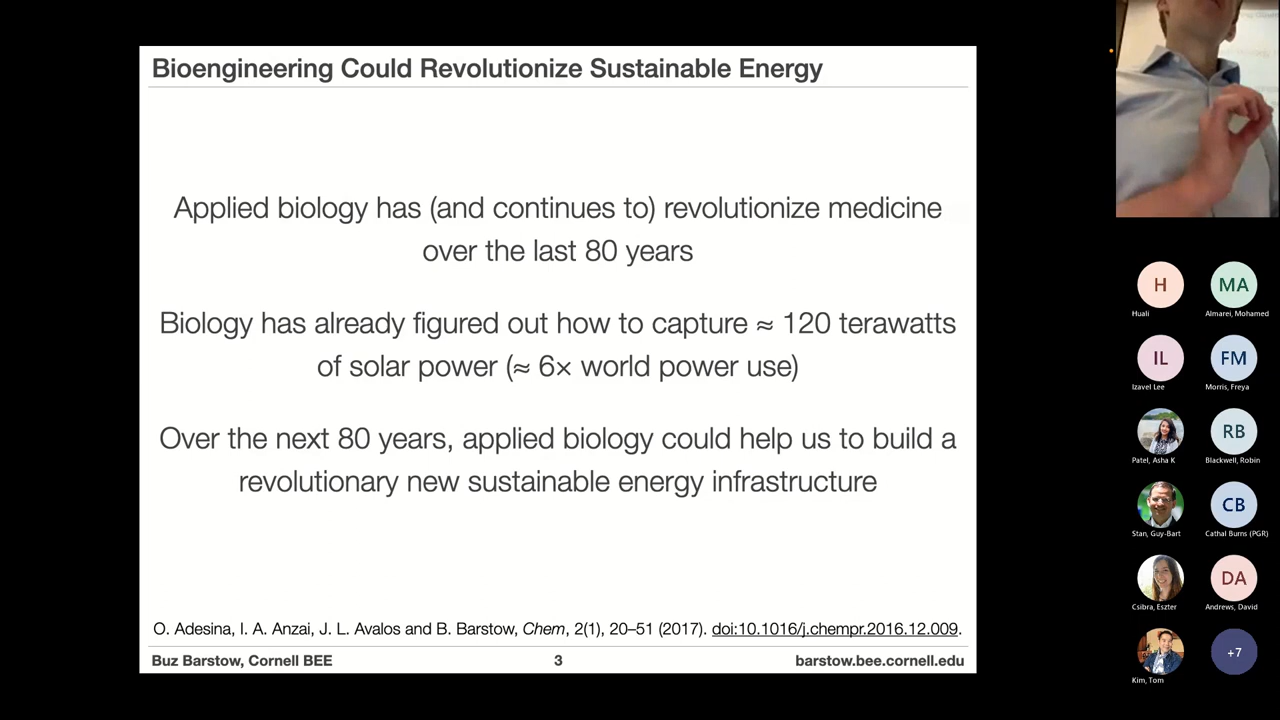 Bioengineering Could Revolutionize Sustainable Energy
Applied biology has (and continues to) revolutionize medicine
over the last 80 years
Biology has already figured out how to capture ≈ 120 terawatts
of solar power (≈ 6× world power use)
Over the next 80 years, applied biology could help us to build a
revolutionary new sustainable energy infrastructure
O. Adesina, I. A. Anzai, J. L. Avalos and B. Barstow, Chem, 2(1), 20–51 (2017). doi:10.1016/j.chempr.2016.12.009.
Buz Barstow, Cornell BEE 3 barstow.bee.cornell.edu
H MA
Huali Almarei, Mohamed
IL FM
Izavel Lee Morris, Freya
RB
Patel, Asha K Blackwell, Robin
CB
Stan, Guy-Bart Cathal Burns (PGR)
DA
Csibra, Eszter Andrews, David
+7
Kim, Tom